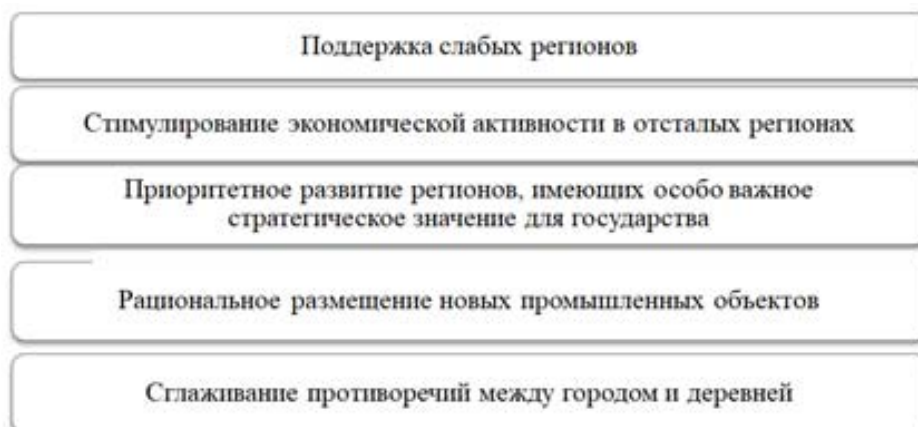 Поддержка слабых регионов
Стимулирование экономической активности в отсталых регионах
Приоритетное развитие регионов, имеющих особо важное
стратегическое значение для государства
Рациональное размещение новых промышленных объектов
Сглаживание противоречий между городом и деревней